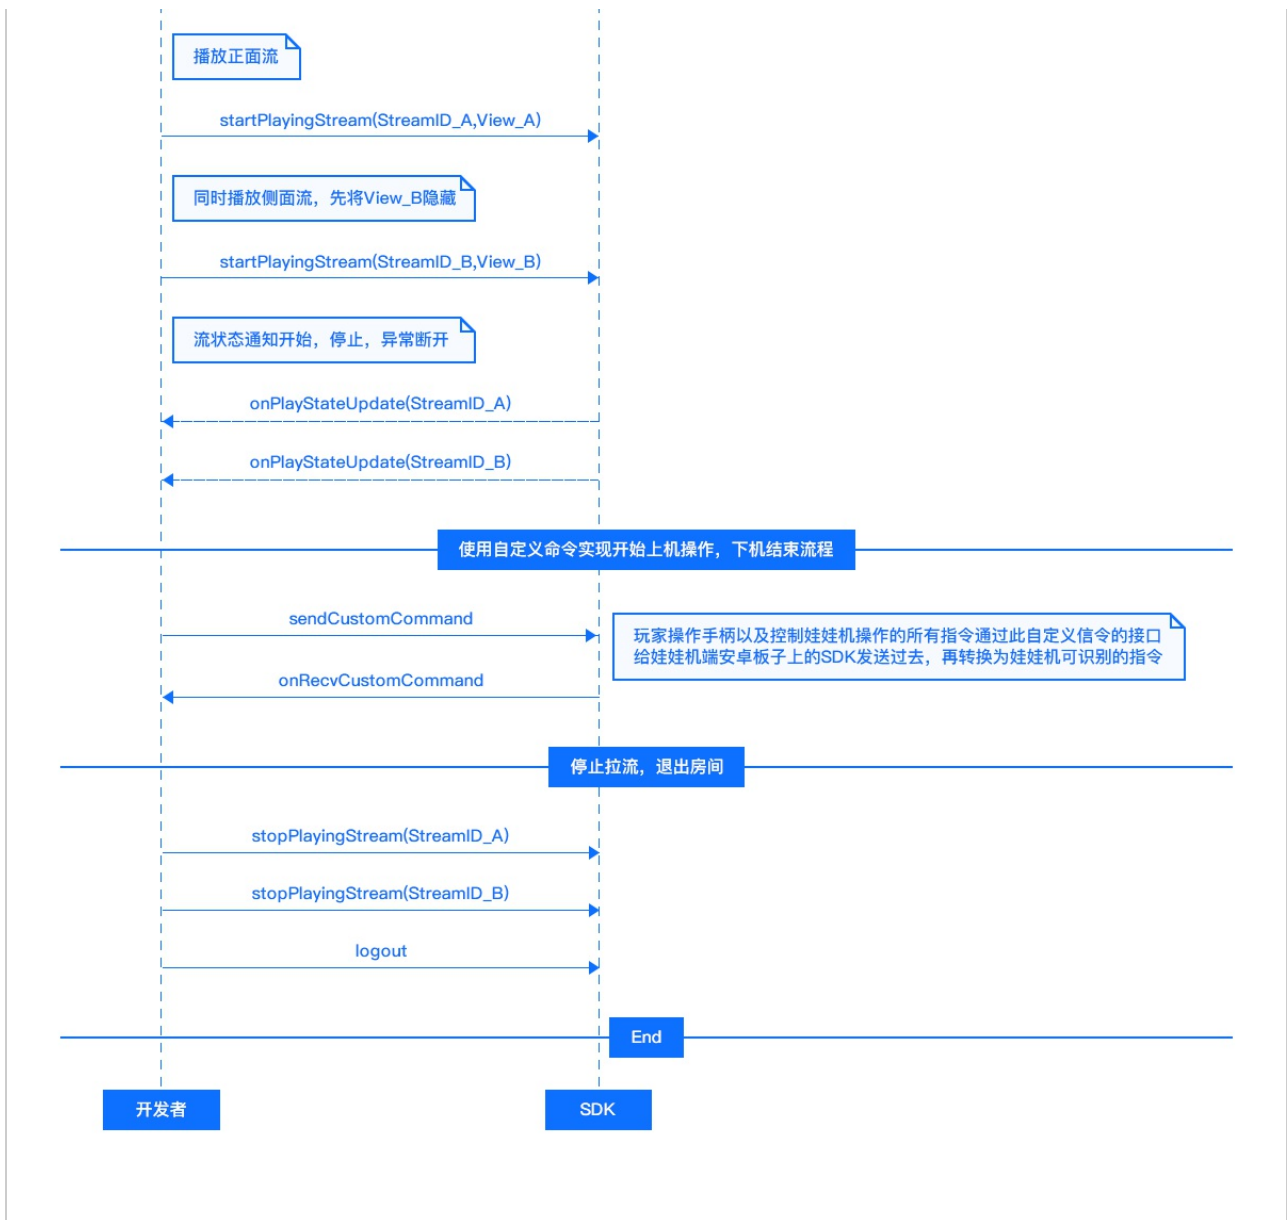 播放正面流
startPlayingStream(StreamID_A,View_A)
同时播放侧面流，先将View_B隐藏
startPlayingStream(StreamID_B,View_B)
流状态通知开始，停止，异常断开
onPlayStateUpdate(StreamID_A)
onPlayStateUpdate(StreamID_B)
使用自定义命令实现开始上机操作，下机结束流程
sendCustomCommand
玩家操作手柄以及控制娃娃机操作的所有指令通过此自定义信令的接口
给娃娃机端安卓板子上的SDK发送过去，再转换为娃娃机可识别的指令
onRecvCustomCommand
停止拉流，退出房间
stopPlayingStream(StreamID_A)
stopPlayingStream(StreamID_B)
logout
End
开发者
SDK